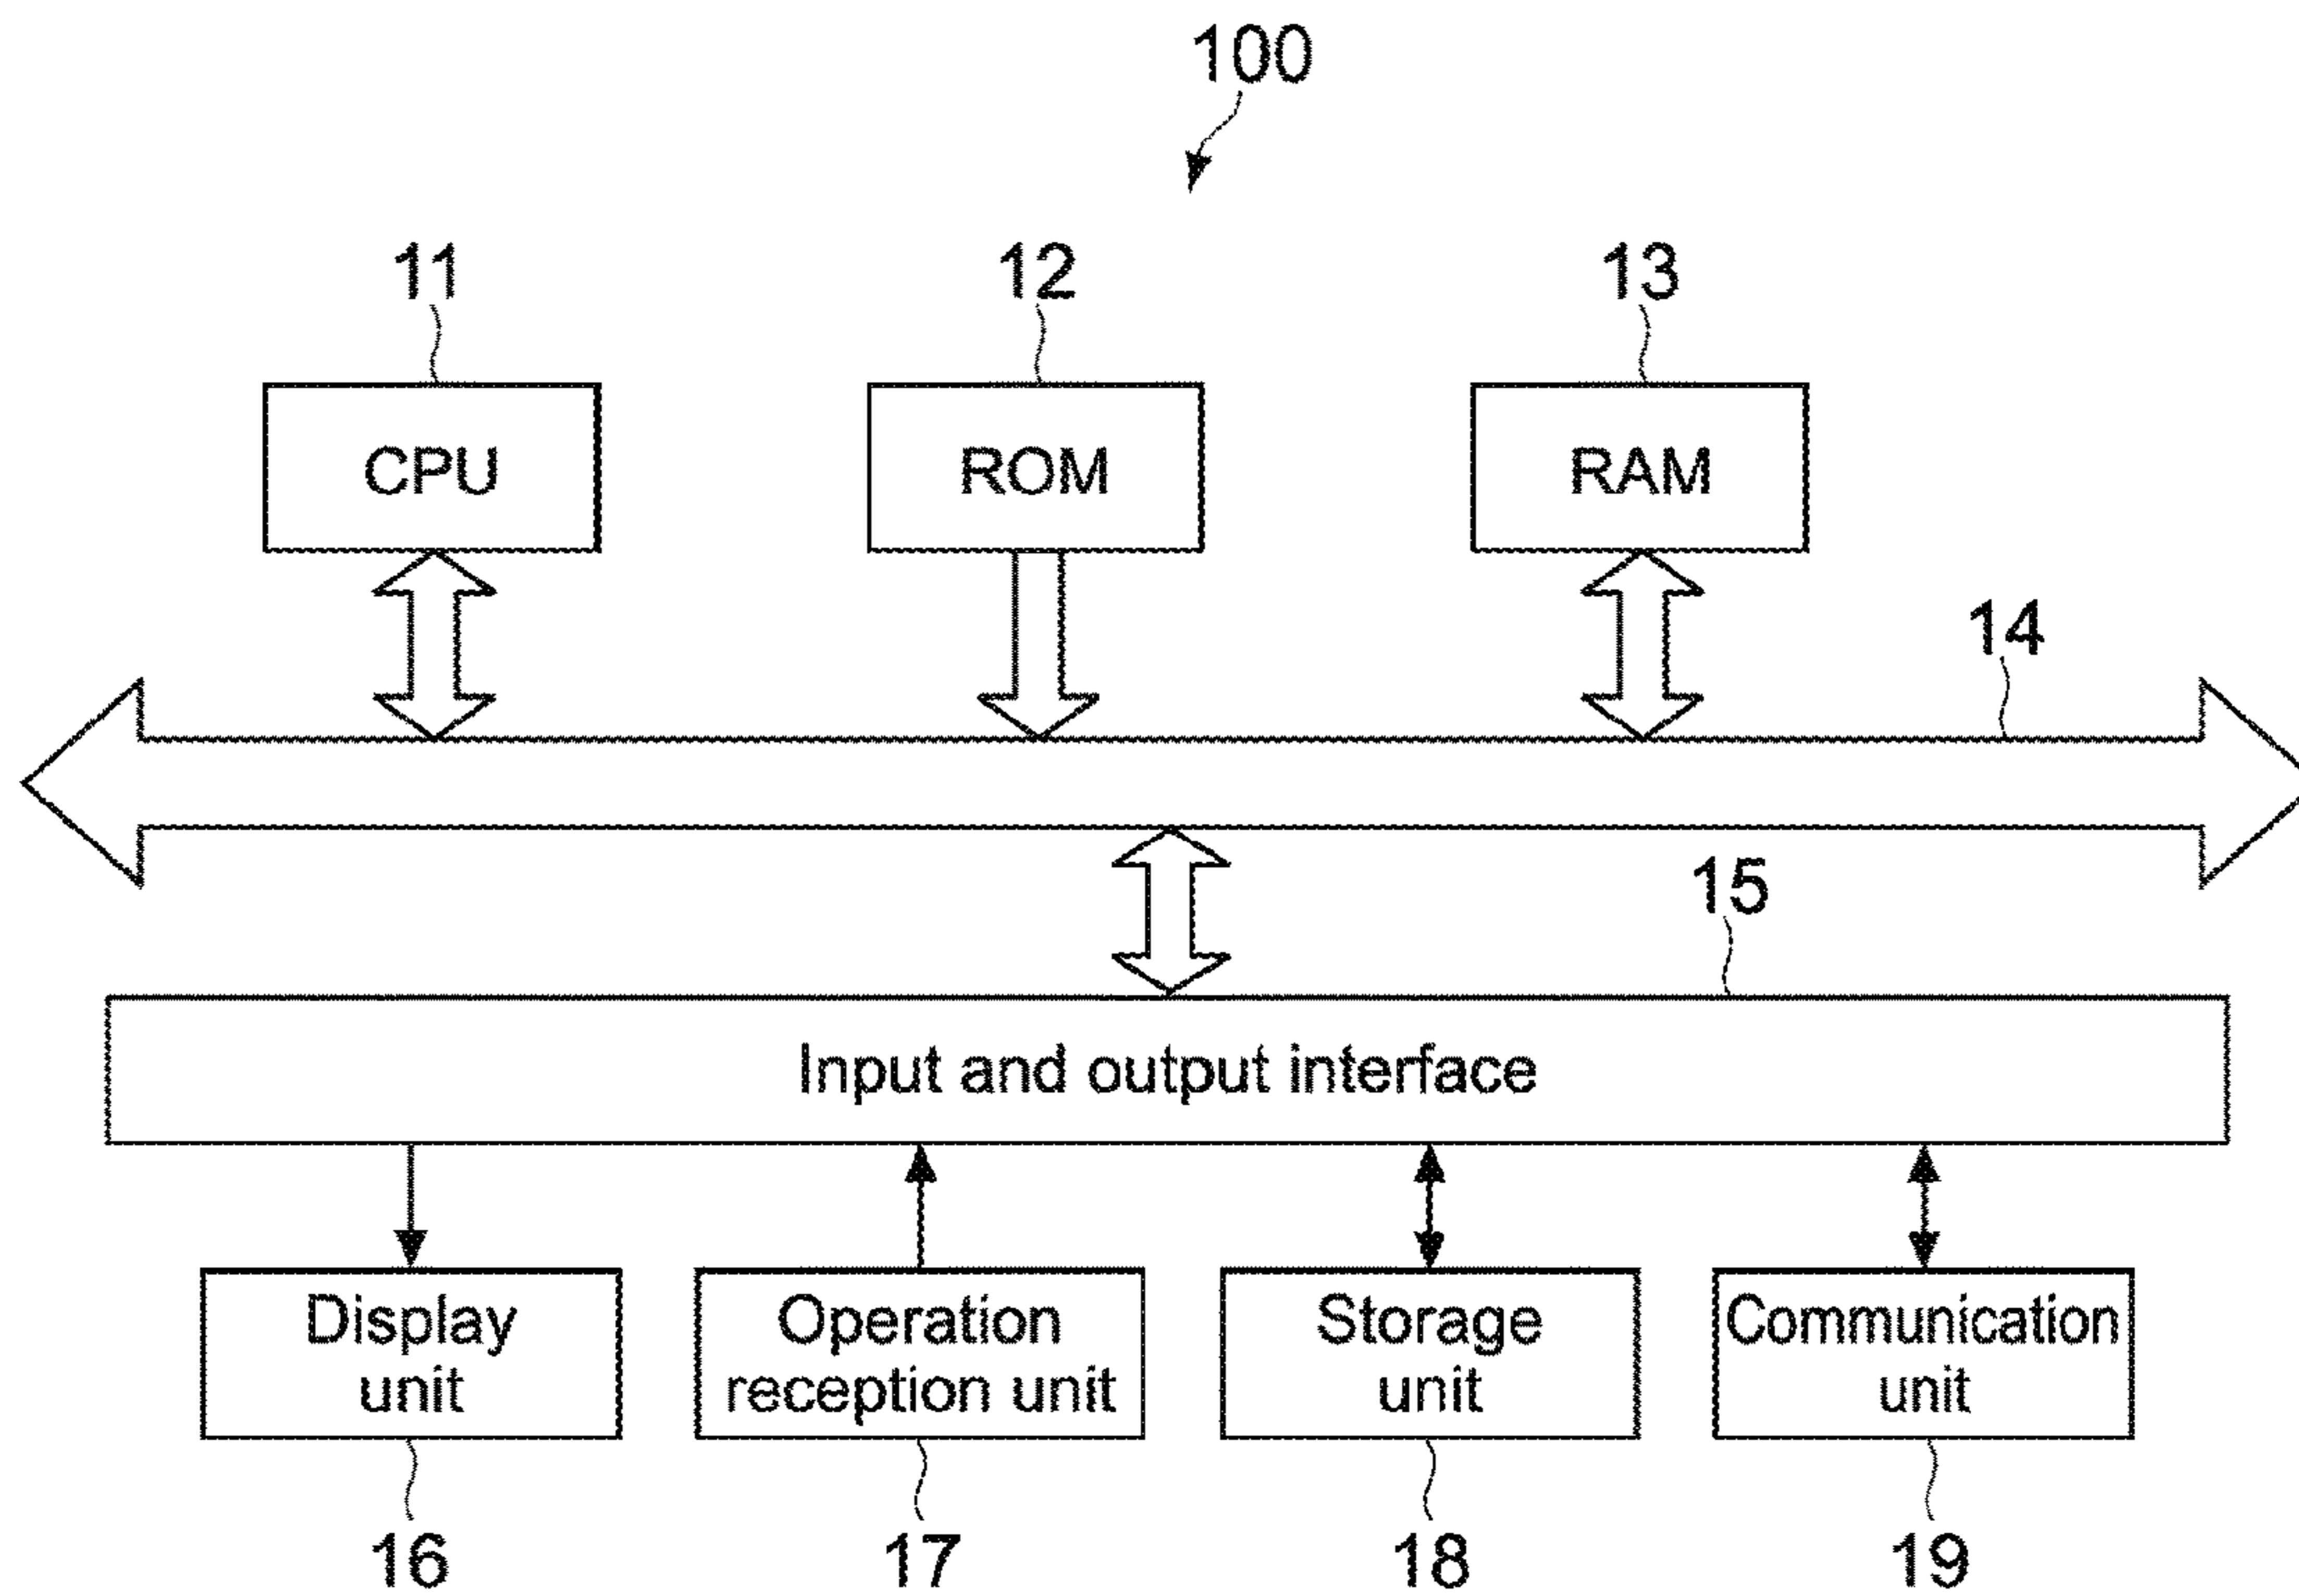 100
11
12
13
CPU
ROM
RAM
14
15
Input and output interface
Display
unit
Operation
reception unit
Storage
unit
Communication
unit
16
17
18
19